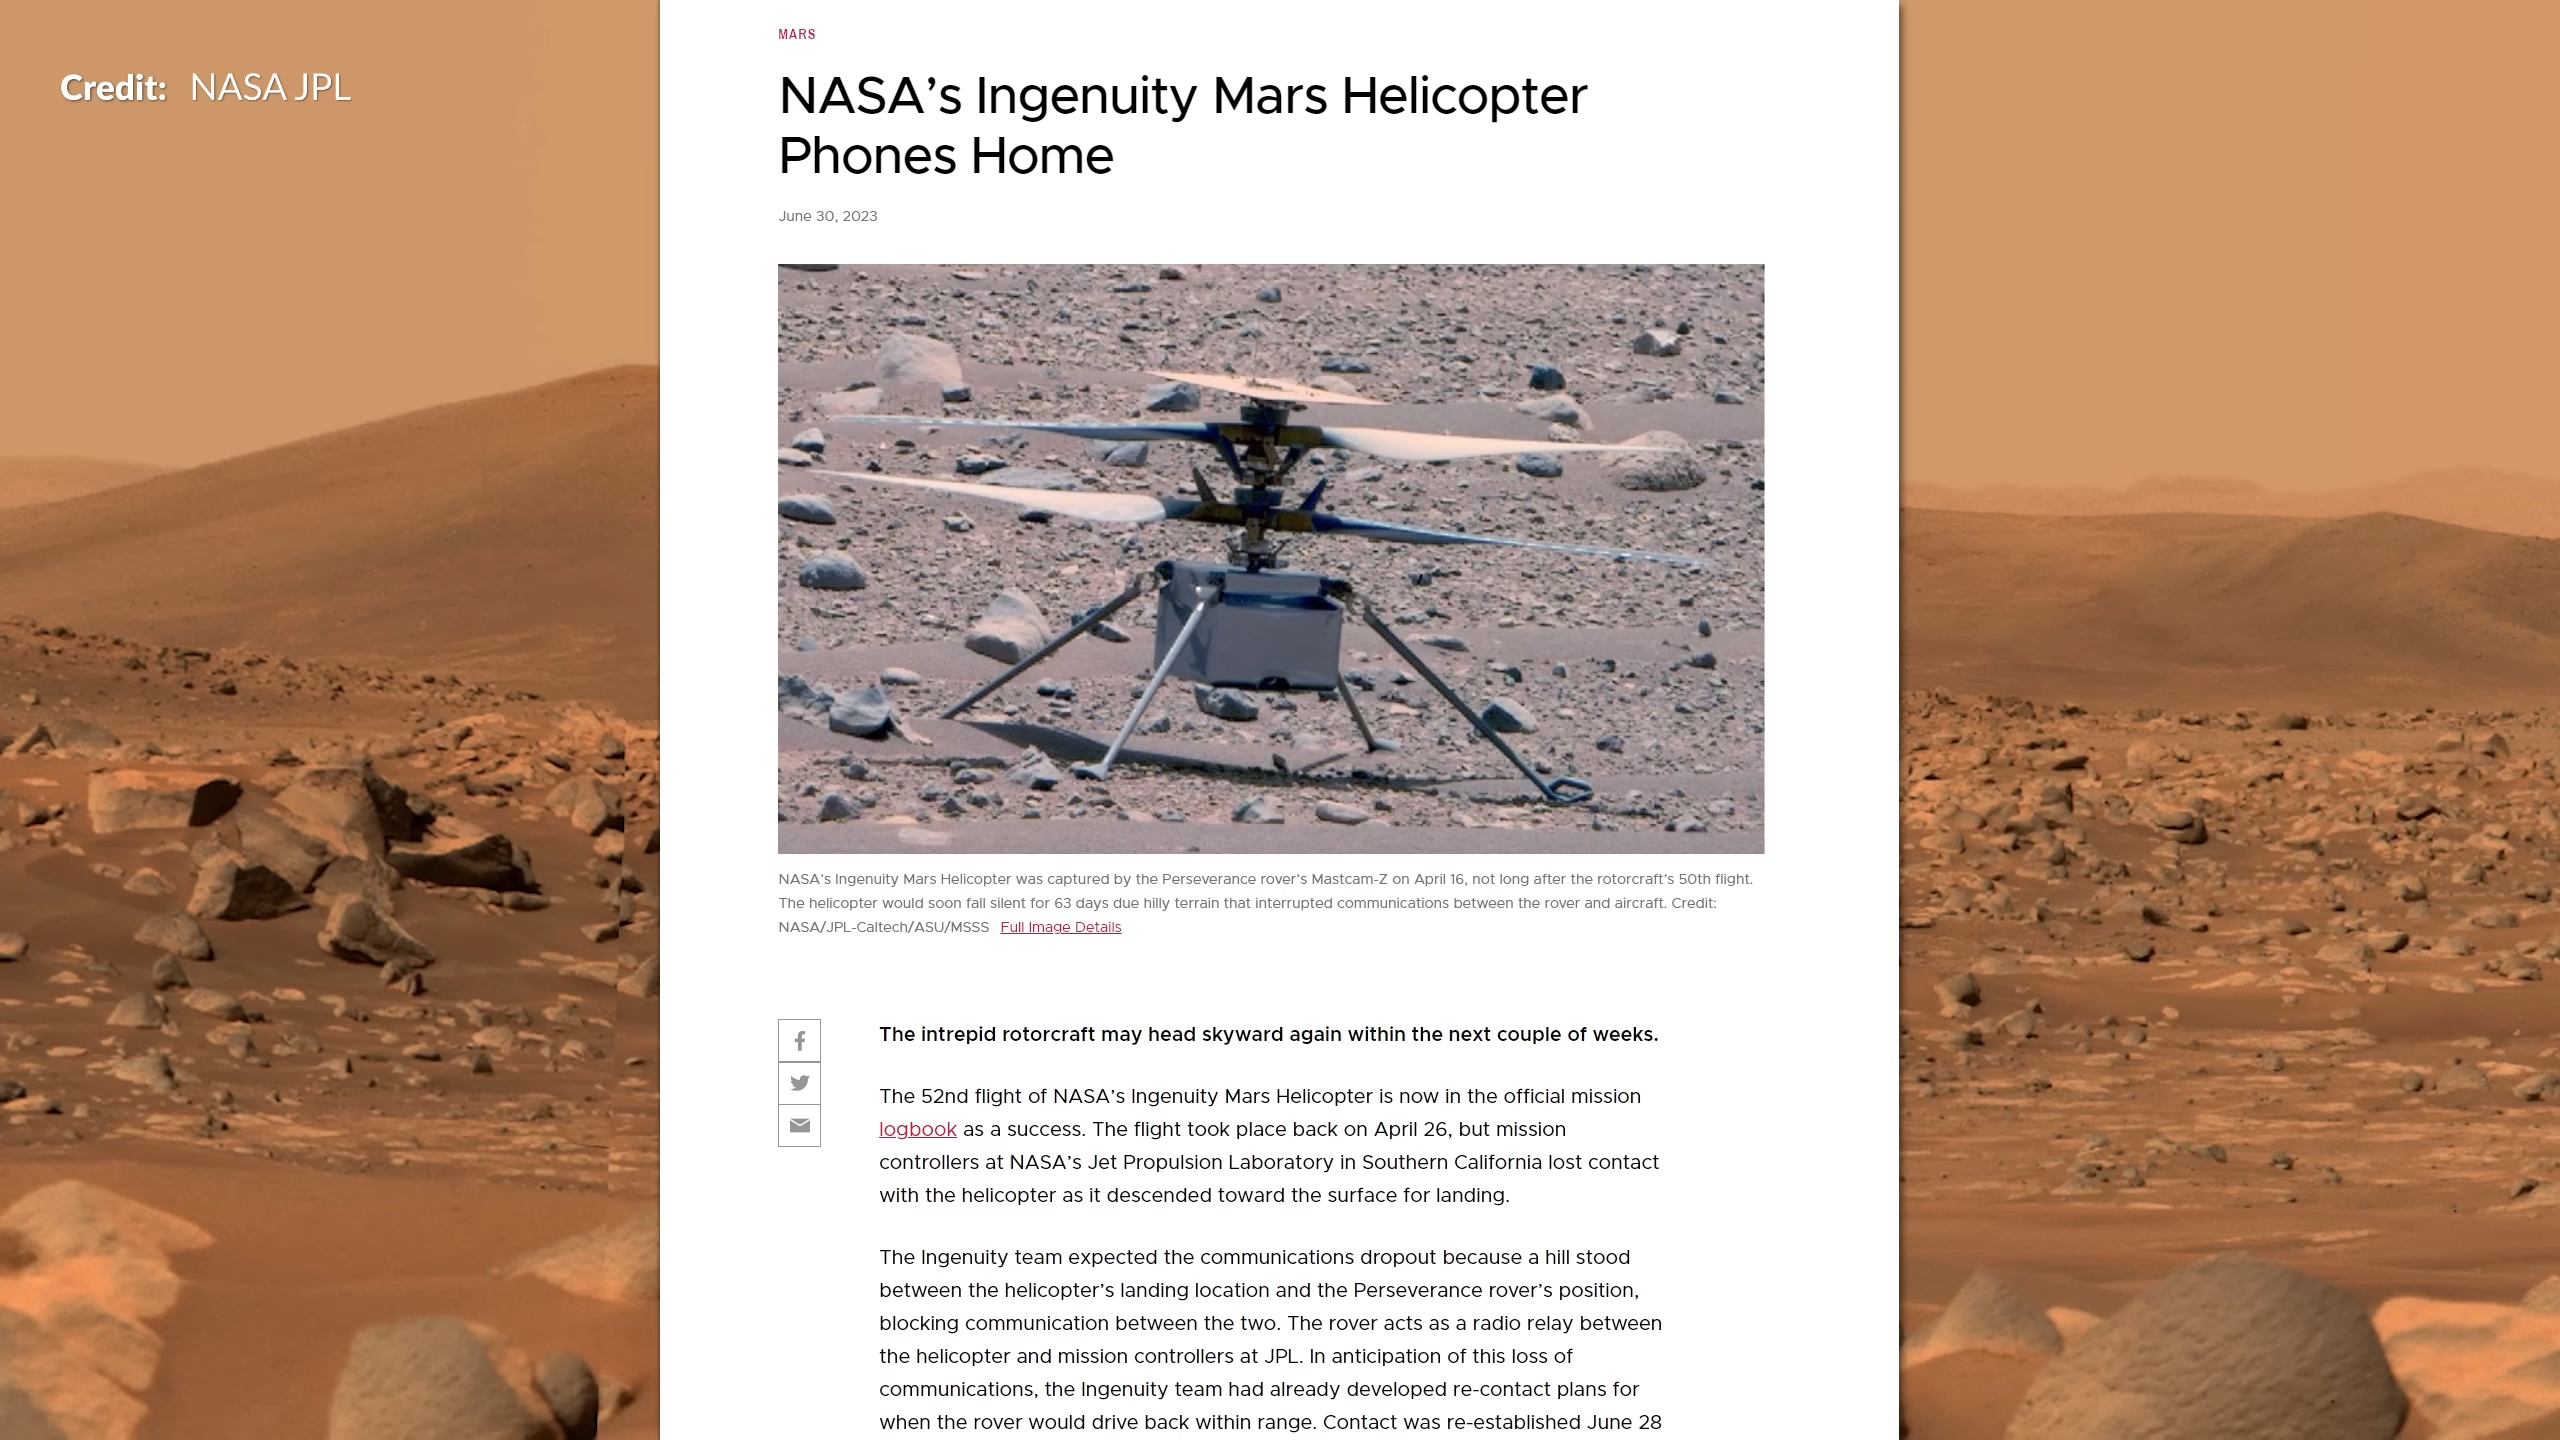 Credit: NASA JPL
MARS
NASA’s Ingenuity Mars Helicopter
Phones Home
June 30, 2023
NASA’s Ingenuity Mars Helicopter was captured by the Perseverance rover’s Mastcam-Z on April 16, not long after the rotorcraft’s 50th flight.
The helicopter would soon fall silent for 63 days due hilly terrain that interrupted communications between the rover and aircraft. Credit:
NASA/JPL-Caltech/ASU/MSSS Full Image Details
The intrepid rotorcraft may head skyward again within the next couple of weeks.
The 52nd flight of NASA’s Ingenuity Mars Helicopter is now in the official mission
logbook as a success. The flight took place back on April 26, but mission
controllers at NASA’s Jet Propulsion Laboratory in Southern California lost contact
with the helicopter as it descended toward the surface for landing.
The Ingenuity team expected the communications dropout because a hill stood
between the helicopter’s landing location and the Perseverance rover’s position,
blocking communication between the two. The rover acts as a radio relay between
the helicopter and mission controllers at JPL. In anticipation of this loss of
communications, the Ingenuity team had already developed re-contact plans for
when the rover would drive back within range. Contact was re-established June 28